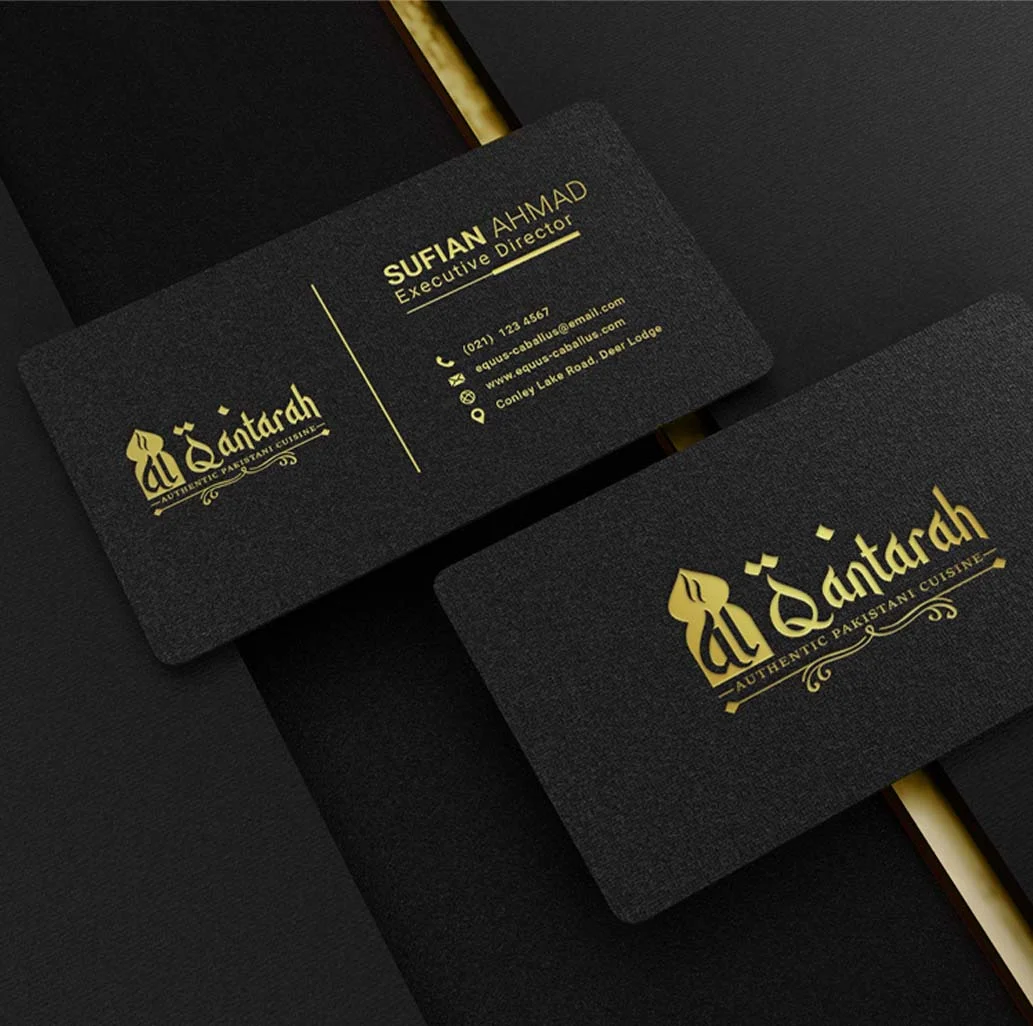 SUFIAN AHMAD
Executive Director
(021) 123 4567
equus-caballus@email.com
www.equus-caballus.com
Conley Lake Road, Deer Lodge
al Qantarah
AUTHENTIC PAKISTANI CUISINE
al Qantarah
AUTHENTIC PAKISTANI CUISINE